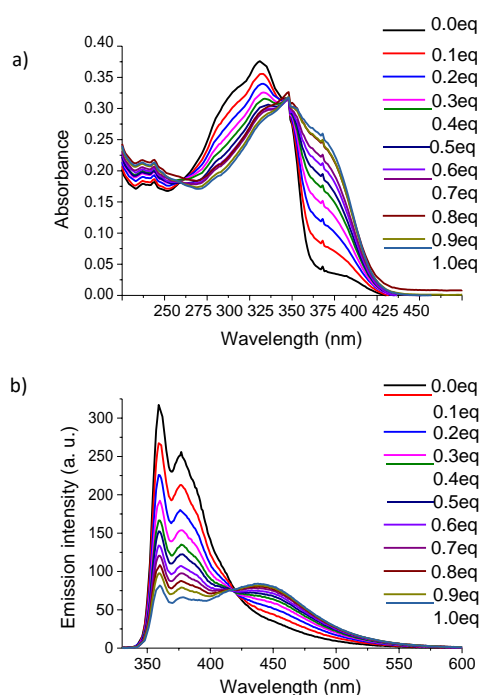 a)
0.40
0.35
0.30
0.25
0.20
0.15
0.10
0.05
0.00
Absorbance
250 275 300 325 350 375 400 425 450
Wavelength (nm)
0.0eq
0.1eq
0.2eq
0.3eq
0.4eq
0.5eq
0.6eq
0.7eq
0.8eq
0.9eq
1.0eq
b)
300
250
200
150
100
50
0
Emission intensity (a. u.)
350 400 450 500 550 600
Wavelength (nm)
0.0eq
0.1eq
0.2eq
0.3eq
0.4eq
0.5eq
0.6eq
0.7eq
0.8eq
0.9eq
1.0eq